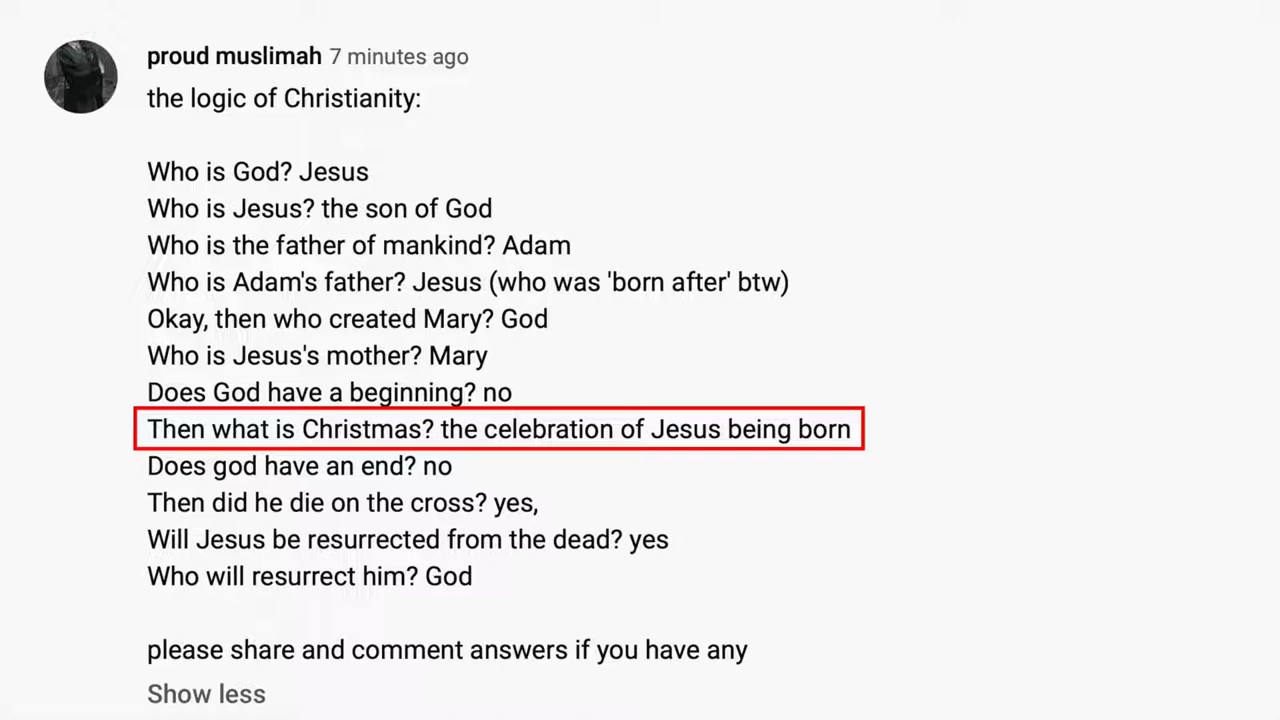 proud muslimah 7 minutes ago
the logic of Christianity:
Who is God? Jesus
Who is Jesus? the son of God
Who is the father of mankind? Adam
Who is Adam's father? Jesus (who was 'born after' btw)
Okay, then who created Mary? God
Who is Jesus's mother? Mary
Does God have a beginning? no
Then what is Christmas? the celebration of Jesus being born
Does god have an end? no
Then did he die on the cross? yes,
Will Jesus be resurrected from the dead? yes
Who will resurrect him? God
please share and comment answers if you have any
Show less